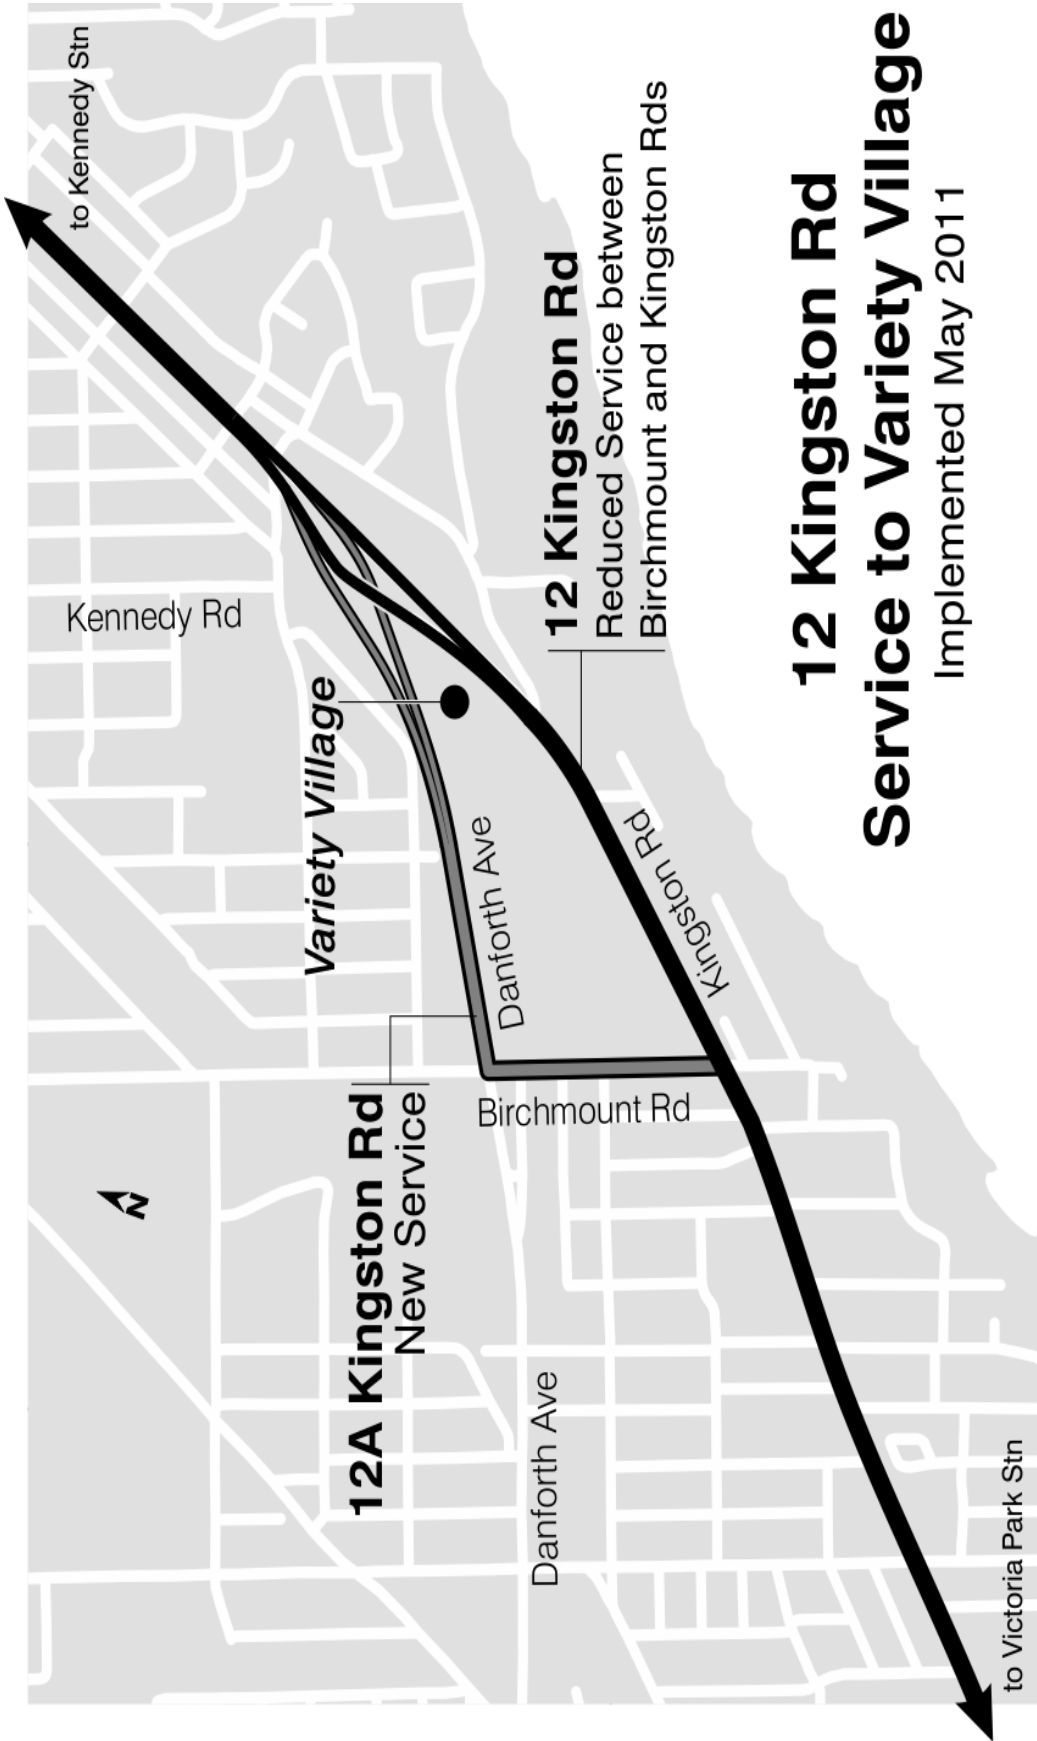 to Kennedy Stn
Kennedy Rd
Variety Village
12A Kingston Rd
New Service
Danforth Ave
Birchmount Rd
Danforth Ave
Kingston Rd
12 Kingston Rd
Reduced Service between
Birchmount and Kingston Rds
N
to Victoria Park Stn
12 Kingston Rd
Service to Variety Village
Implemented May 2011